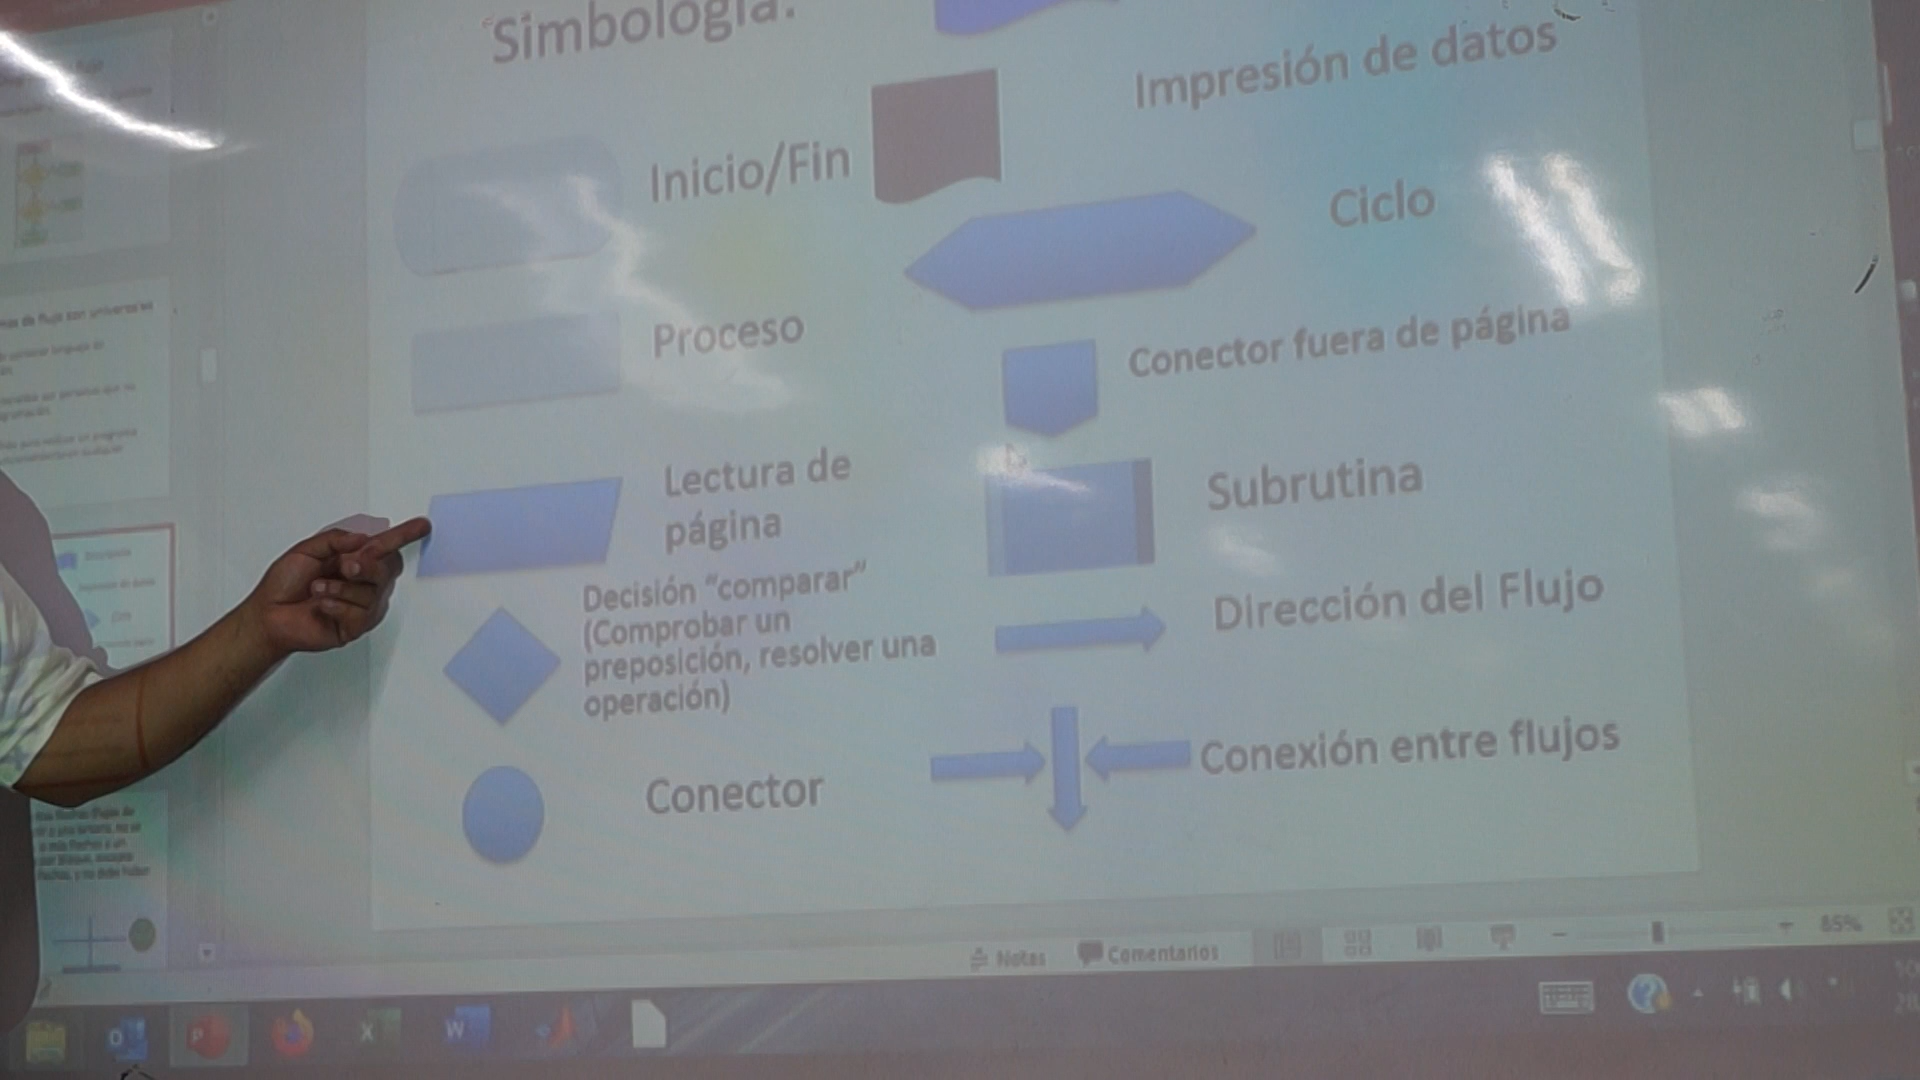 Simbología:
Impresión de datos
Inicio/Fin
Ciclo
Proceso
Conector fuera de página
Lectura de
página
Subrutina
Decisión “comparar”
(Comprobar un
preposición, resolver una
operación)
Dirección del Flujo
Conector
Conexión entre flujos
Notas
Comentarios
85%